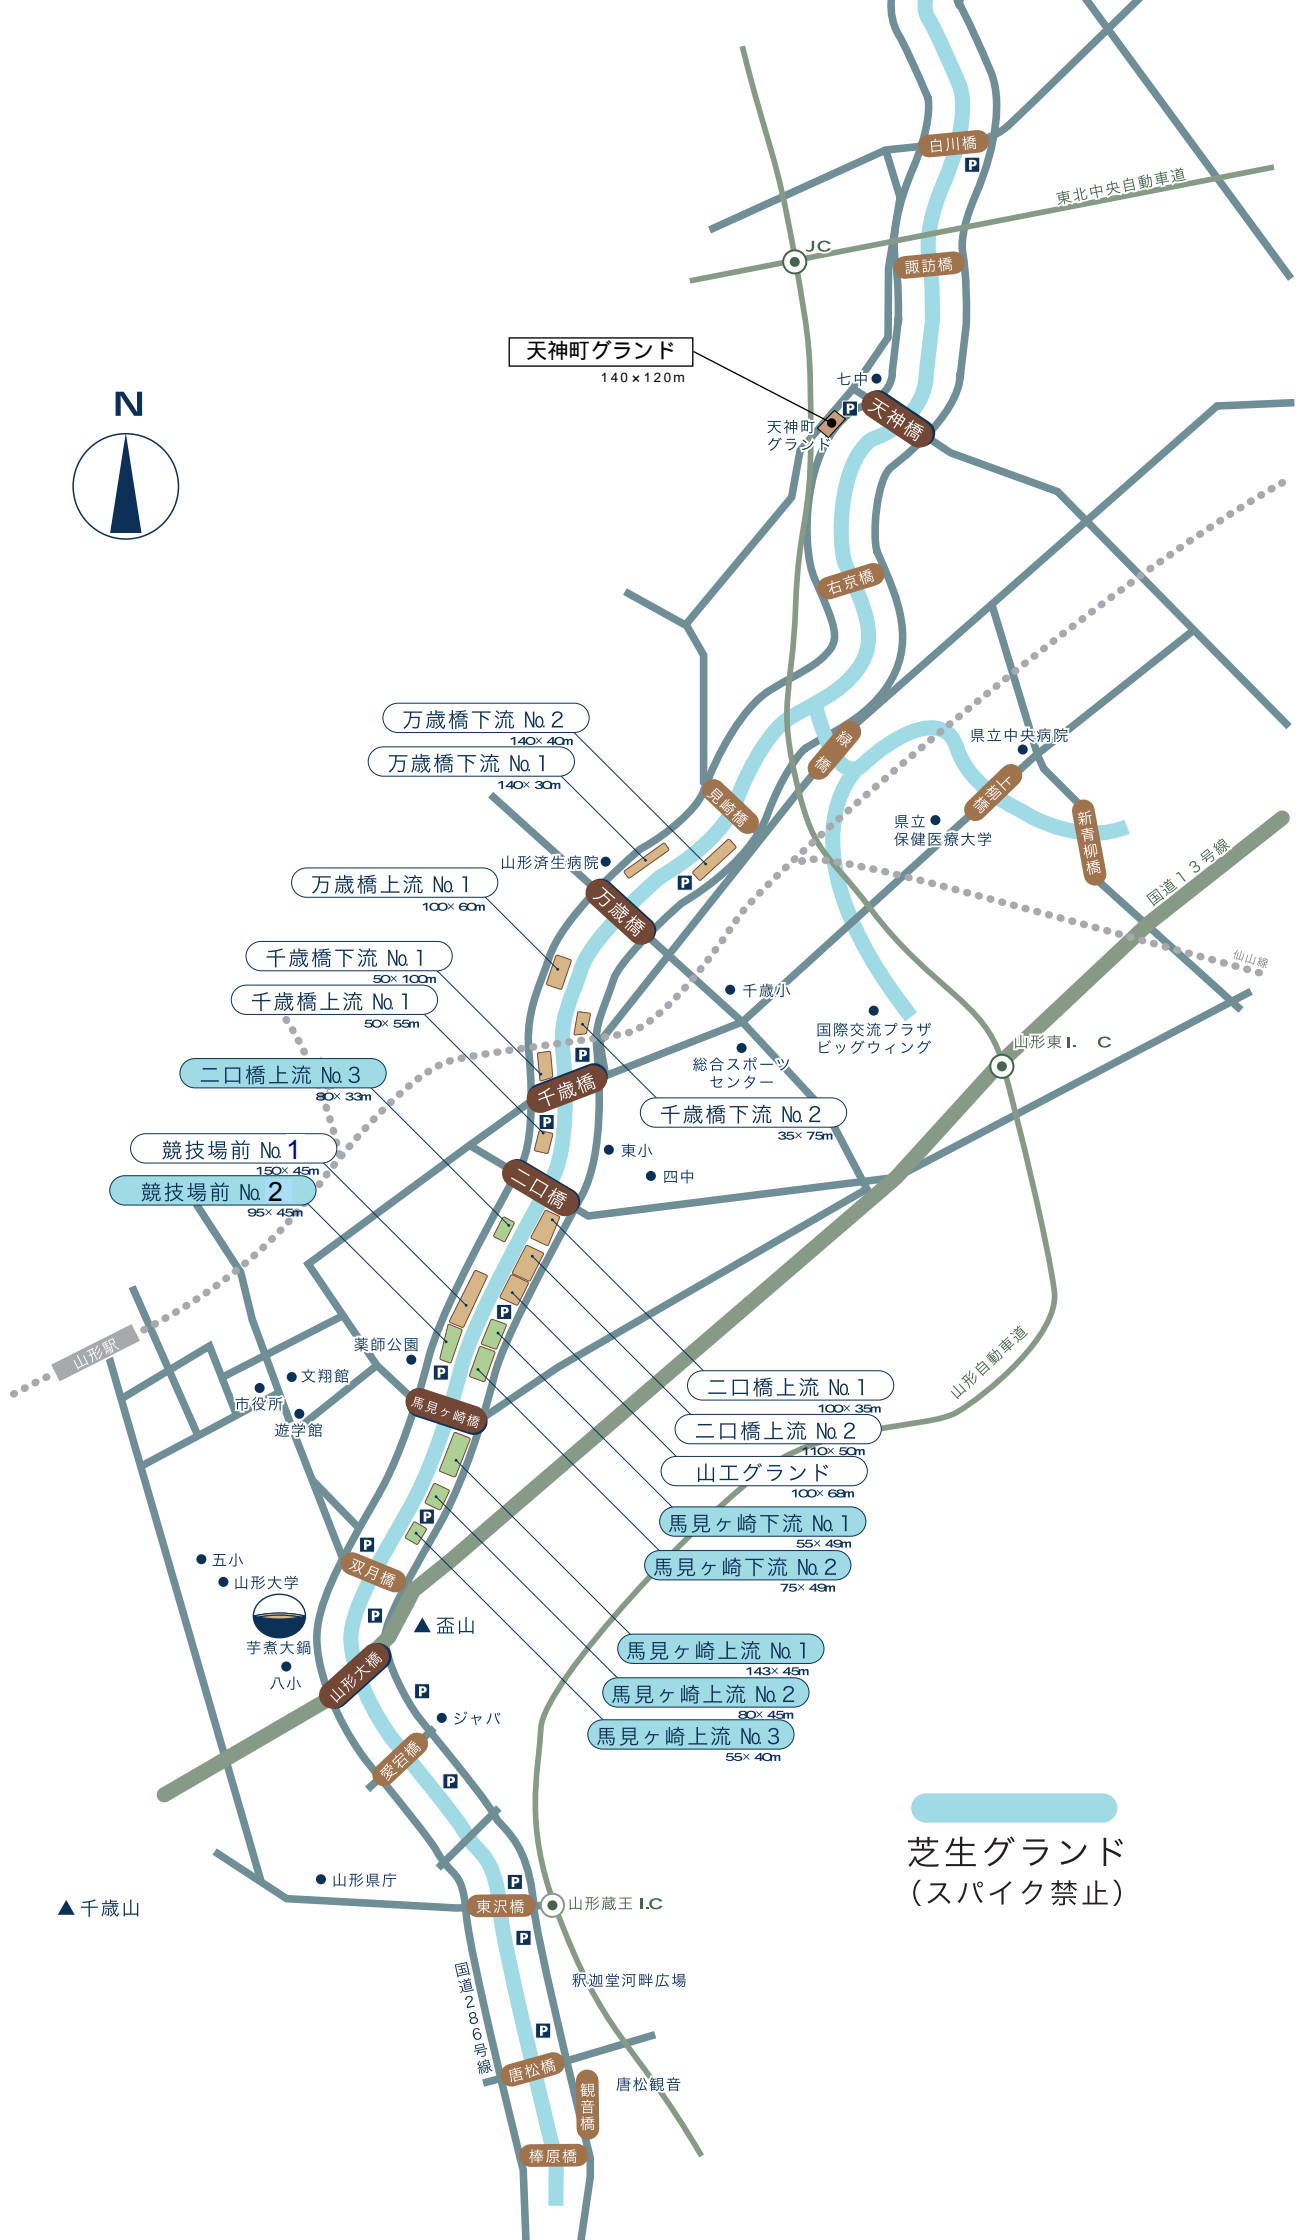 白川橋
P
東北中央自動車道
JC
諏訪橋
天神町グランド
140×120m
七中
P
天神橋
天神町
グランド
N
右京橋
万歳橋下流 No.2
140×40m
万歳橋下流 No.1
140×30m
緑橋
県立中央病院
見崎橋
上柳橋
県立
保健医療大学
新青柳橋
国道13号線
山形済生病院
P
万歳橋上流 No.1
100×60m
万歳橋
仙山線
千歳橋下流 No.1
50×100m
千歳橋上流 No.1
50×55m
千歳小
国際交流プラザ
ビッグウィング
山形東I. C
総合スポーツ
センター
P
二口橋上流 No.3
80×33m
千歳橋
千歳橋下流 No.2
35×75m
P
競技場前 No.1
150×45m
東小
四中
競技場前 No.2
95×45m
二口橋
P
山形駅
薬師公園
P
文翔館
市役所
遊学館
馬見ヶ崎橋
山形自動車道
二口橋上流 No.1
100×35m
二口橋上流 No.2
110×50m
山工グランド
100×68m
馬見ヶ崎下流 No.1
55×49m
馬見ヶ崎下流 No.2
75×49m
P
P
五小
山形大学
双月橋
芋煮大鍋
P
盃山
八小
馬見ヶ崎上流 No.1
143×45m
馬見ヶ崎上流 No.2
80×45m
馬見ヶ崎上流 No.3
55×40m
山形大橋
P
ジャバ
愛宕橋
P
芝生グランド
(スパイク禁止)
山形県庁
P
千歳山
東沢橋
山形蔵王 I.C
P
国道286号線
釈迦堂河畔広場
P
唐松橋
唐松観音
観音橋
榛原橋